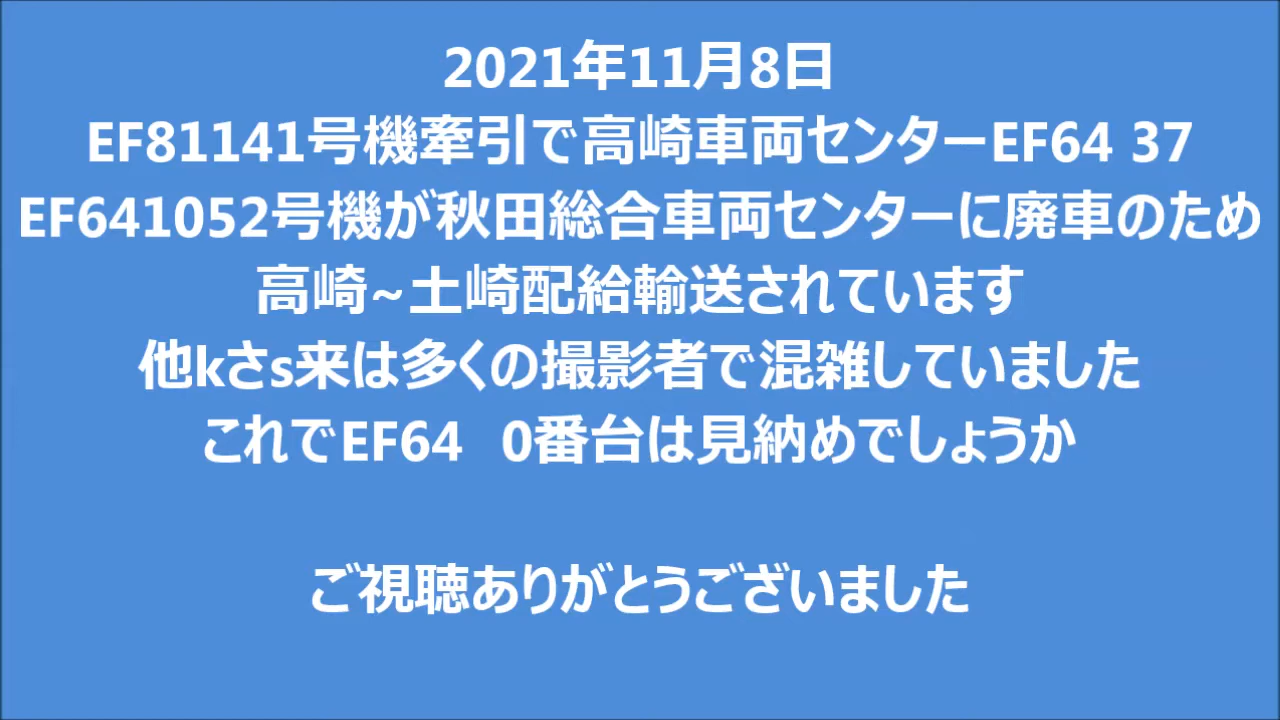 2021年11月8日
EF81141号機牽引で高崎車両センターEF64 37
EF641052号機が秋田総合車両センターに廃車のため
高崎~土崎配給輸送されています
他kさs来は多くの撮影者で混雑していました
これでEF64 0番台は見納めでしょうか
ご視聴ありがとうございました